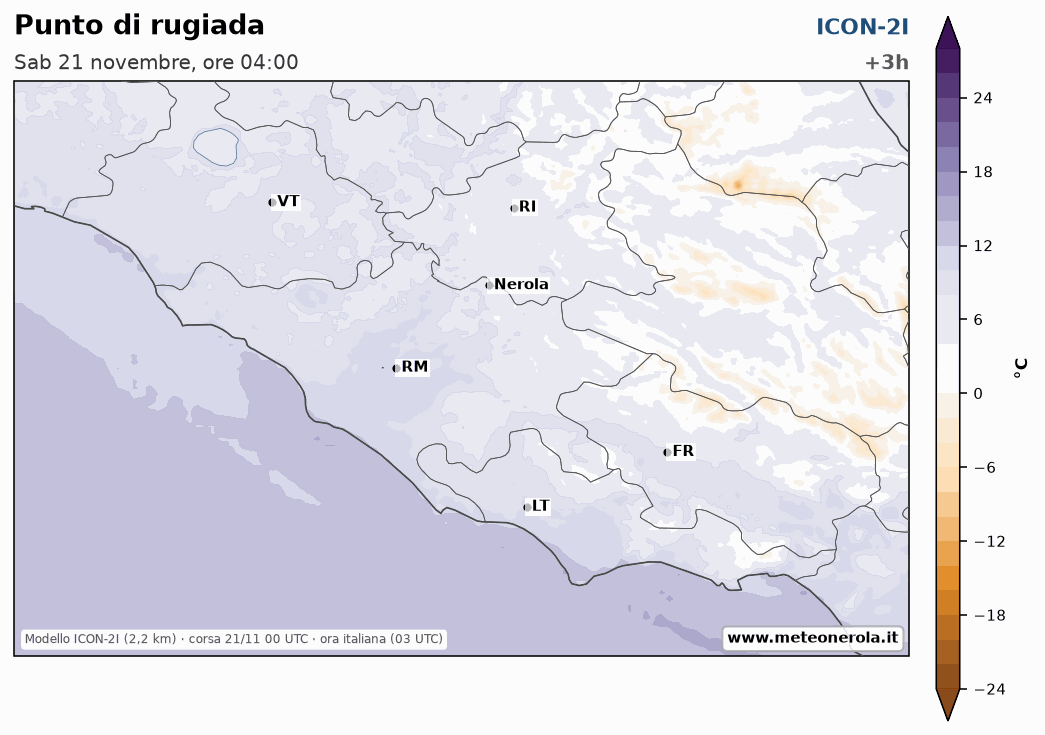 Punto di rugiada
ICON-2I
Sab 21 novembre, ore 04:00
+3h
VT
RI
Nerola
RM
FR
LT
24
18
12
6
0
−6
−12
−18
−24
°C
Modello ICON-2I (2,2 km) · corsa 21/11 00 UTC · ora italiana (03 UTC)
www.meteonerola.it